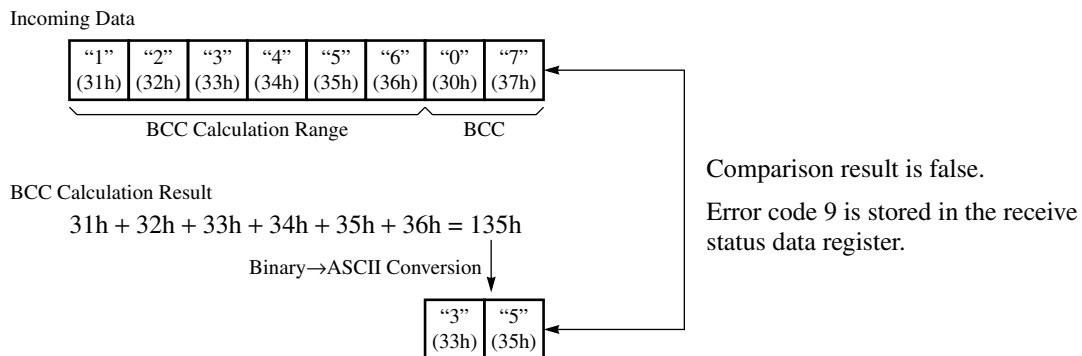 Incoming Data
“1” “2” “3” “4” “5” “6” “0” “7”
(31h) (32h) (33h) (34h) (35h) (36h) (30h) (37h)
BCC Calculation Range BCC
Comparison result is false.
Error code 9 is stored in the receive
status data register.
BCC Calculation Result
31h + 32h + 33h + 34h + 35h + 36h = 135h
Binary→ASCII Conversion
“3” “5”
(33h) (35h)